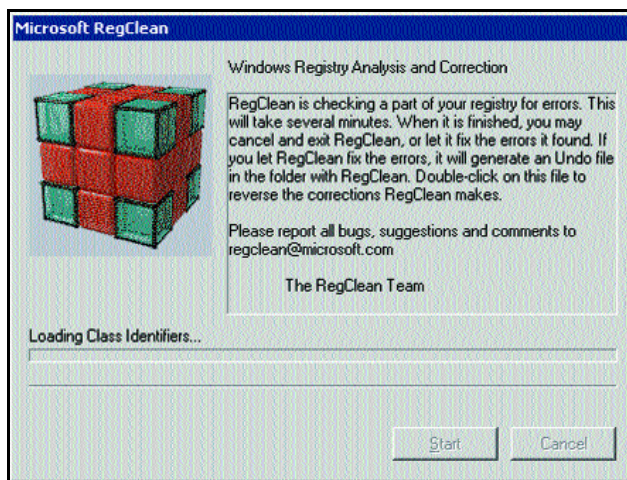 Microsoft RegClean
Windows Registry Analysis and Correction
RegClean is checking a part of your registry for errors. This
will take several minutes. When it is finished, you may
cancel and exit RegClean, or let it fix the errors it found. If
you let RegClean fix the errors, it will generate an Undo file
in the folder with RegClean. Double-click on this file to
reverse the corrections RegClean makes.
Please report all bugs, suggestions and comments to
regclean@microsoft.com
The RegClean Team
Loading Class Identifiers...
Start Cancel